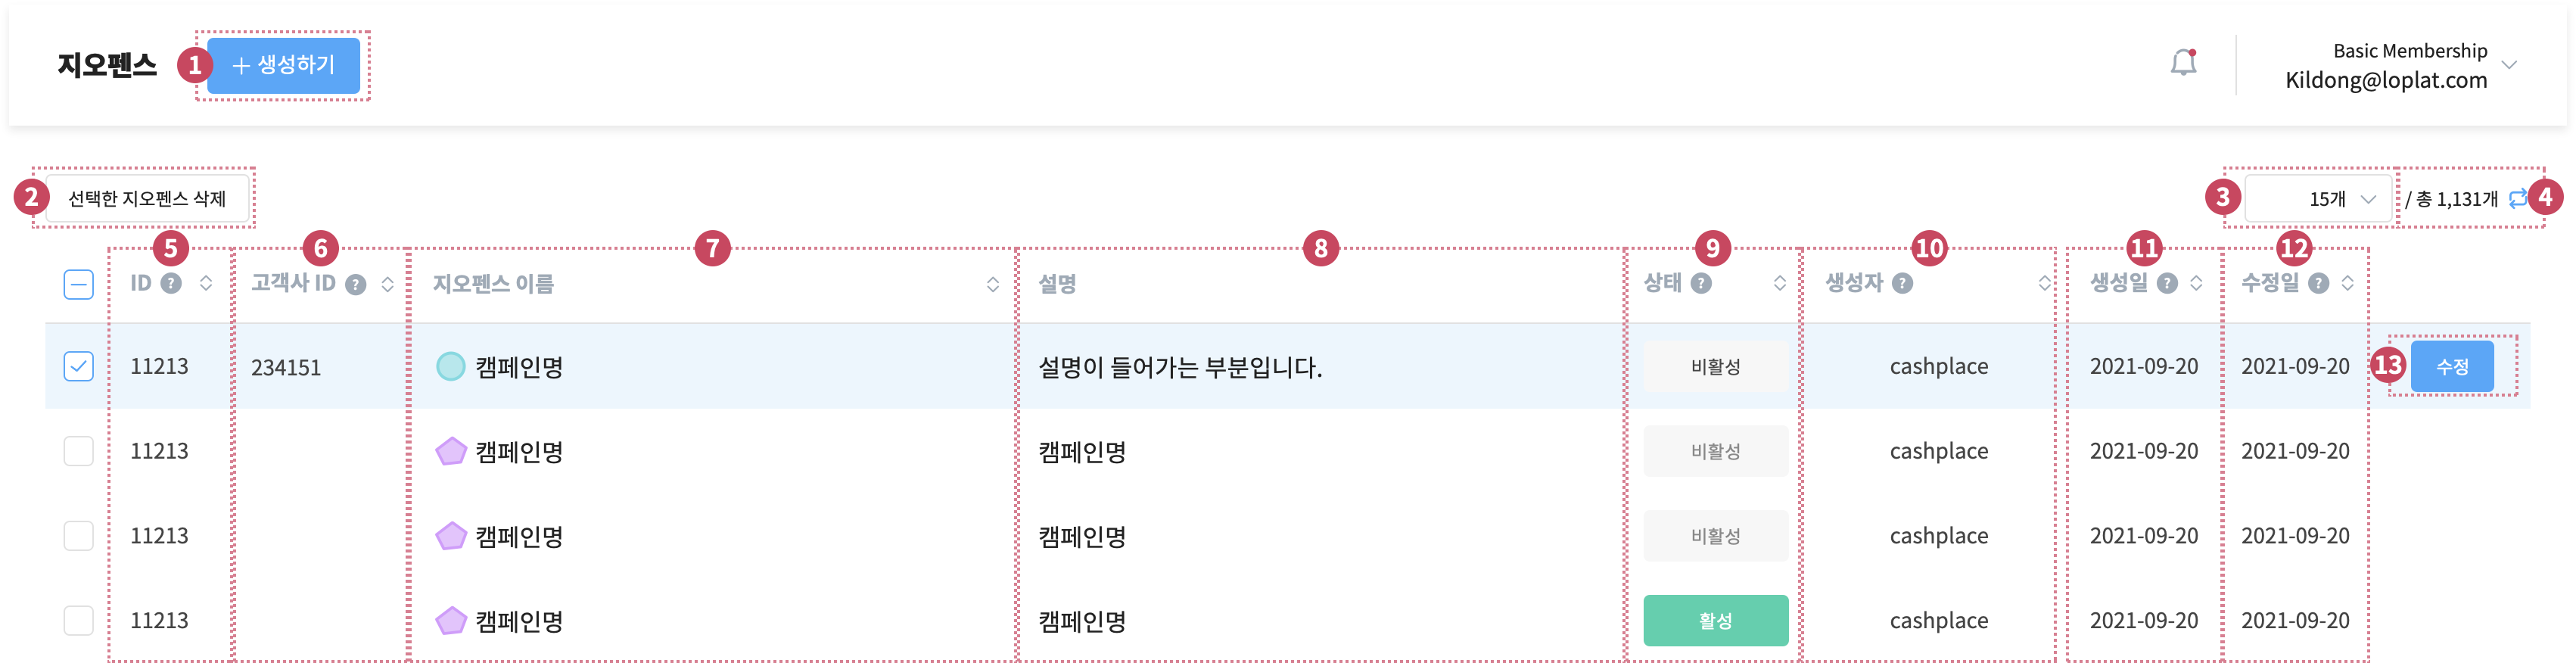 지오펜스 1 + 생성하기
Basic Membership
Kildong@loplat.com
2 선택한 지오펜스 삭제 3 15개 / 총 1,131개 4
5 6 7 8 9 10 11 12
ID ? 고객사 ID ? 지오펜스 이름 설명 상태 ? 생성자 ? 생성일 ? 수정일 ?
11213 234151 캠페인명 설명이 들어가는 부분입니다. 비활성 cashplace 2021-09-20 2021-09-20 13 수정
11213 캠페인명 캠페인명 비활성 cashplace 2021-09-20 2021-09-20
11213 캠페인명 캠페인명 비활성 cashplace 2021-09-20 2021-09-20
11213 캠페인명 캠페인명 활성 cashplace 2021-09-20 2021-09-20